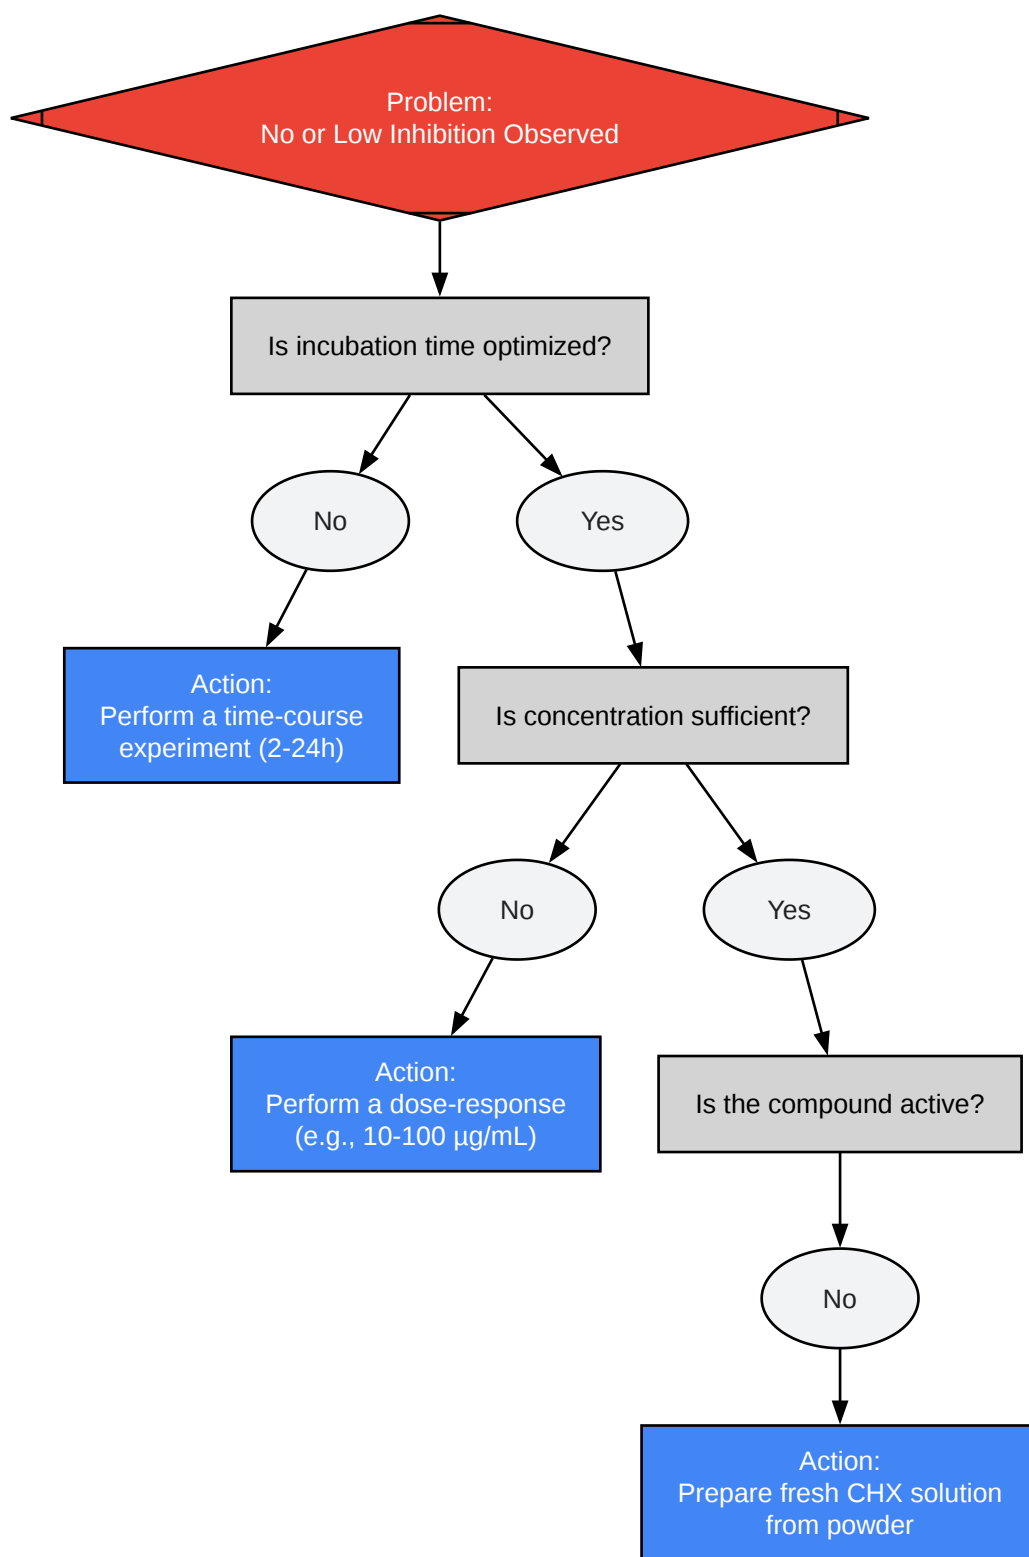 Problem:
No or Low Inhibition Observed
Is incubation time optimized?
No
Yes
Action:
Perform a time-course
experiment (2-24h)
Is concentration sufficient?
No
Yes
Action:
Perform a dose-response
(e.g., 10-100 µg/mL)
Is the compound active?
No
Action:
Prepare fresh CHX solution
from powder